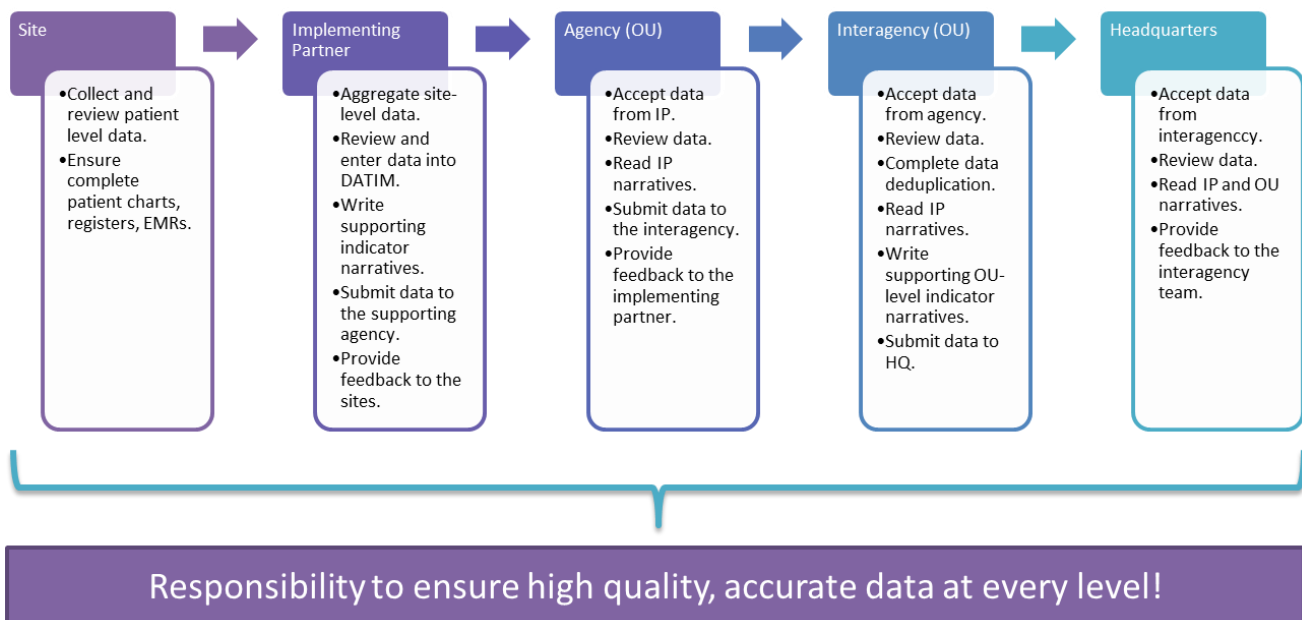 Site
•Collect and
review patient
level data.
•Ensure
complete
patient charts,
registers, EMRs.
Implementing
Partner
•Aggregate site-
level data.
•Review and
enter data into
DATIM.
•Write
supporting
indicator
narratives.
•Submit data to
the supporting
agency.
•Provide
feedback to the
sites.
Agency (OU)
•Accept data
from IP.
•Review data.
•Read IP
narratives.
•Submit data to
the interagency.
•Provide
feedback to the
implementing
partner.
Interagency (OU)
•Accept data
from agency.
•Review data.
•Complete data
deduplication.
•Read IP
narratives.
•Write
supporting OU-
level indicator
narratives.
•Submit data to
HQ.
Headquarters
•Accept data
from
interagenccy.
•Review data.
•Read IP and OU
narratives.
•Provide
feedback to the
interagency
team.
Responsibility to ensure high quality, accurate data at every level!